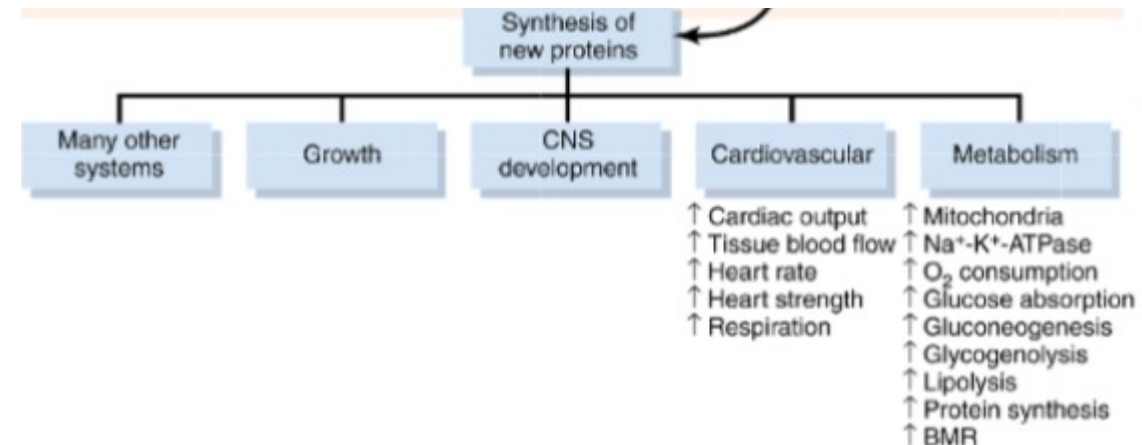 Synthesis of
new proteins
Many other
systems
Growth
CNS
development
Cardiovascular
Metabolism
↑ Cardiac output
↑ Tissue blood flow
↑ Heart rate
↑ Heart strength
↑ Respiration
↑ Mitochondria
↑ Na⁺-K⁺-ATPase
↑ O₂ consumption
↑ Glucose absorption
↑ Gluconeogenesis
↑ Glycogenolysis
↑ Lipolysis
↑ Protein synthesis
↑ BMR